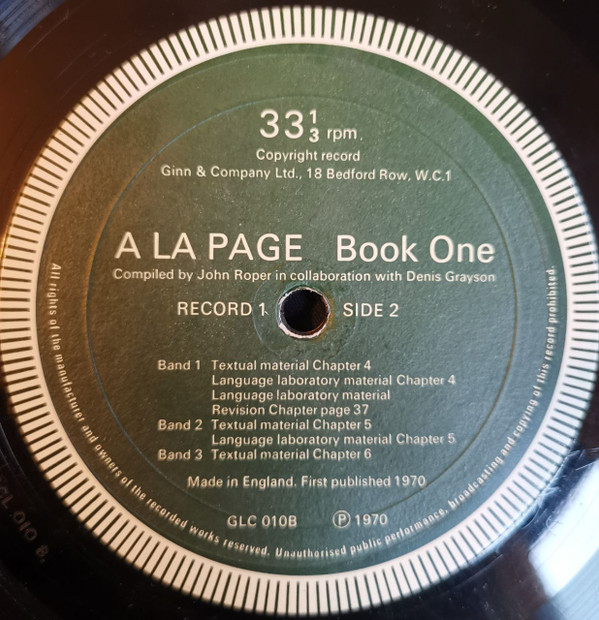 33 1/3 rpm.
Copyright record
Ginn & Company Ltd., 18 Bedford Row, W.C.1
A LA PAGE Book One
Compiled by John Roper in collaboration with Denis Grayson
RECORD 1 SIDE 2
Band 1 Textual material Chapter 4
Language laboratory material Chapter 4
Language laboratory material
Revision Chapter page 37
Band 2 Textual material Chapter 5
Language laboratory material Chapter 5
Band 3 Textual material Chapter 6
Made in England. First published 1970
GLC 010B Ⓟ 1970
All rights of the manufacturer and owners of the recorded works reserved. Unauthorised public performance, broadcasting and copying of this record prohibited.